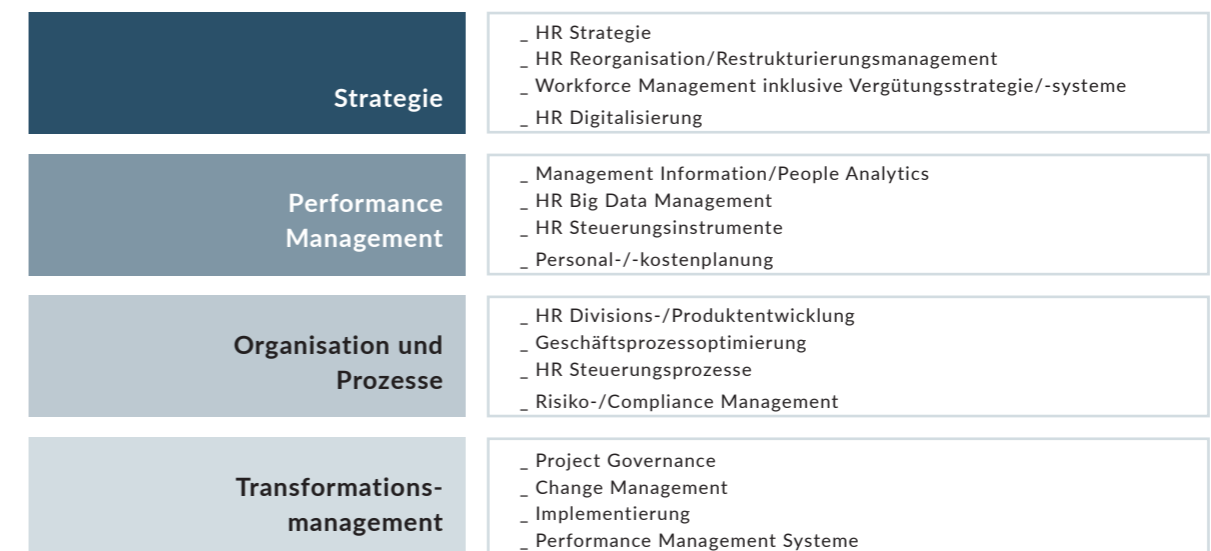 Strategie
_ HR Strategie
_ HR Reorganisation/Restrukturierungsmanagement
_ Workforce Management inklusive Vergütungsstrategie/-systeme
_ HR Digitalisierung
Performance
Management
_ Management Information/People Analytics
_ HR Big Data Management
_ HR Steuerungsinstrumente
_ Personal-/-kostenplanung
Organisation und
Prozesse
_ HR Divisions-/Produktentwicklung
_ Geschäftsprozessoptimierung
_ HR Steuerungsprozesse
_ Risiko-/Compliance Management
Transformations-
management
_ Project Governance
_ Change Management
_ Implementierung
_ Performance Management Systeme